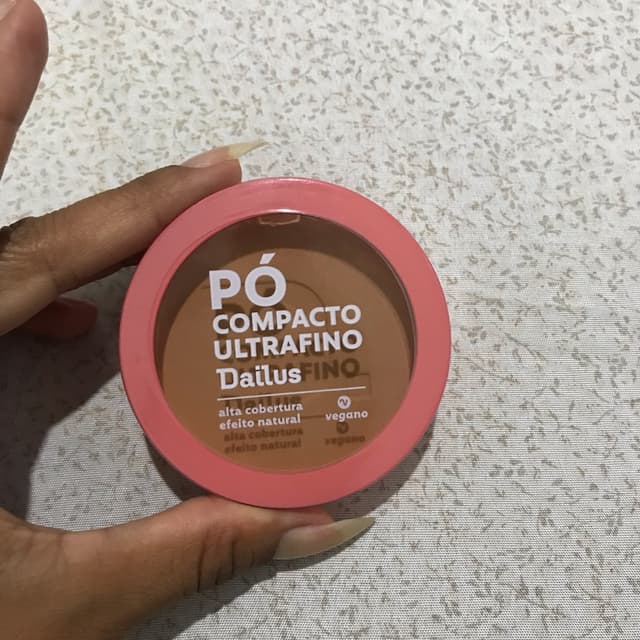 PÓ
COMPACTO
ULTRAFINO
Dailus
alta cobertura
efeito natural
vegano